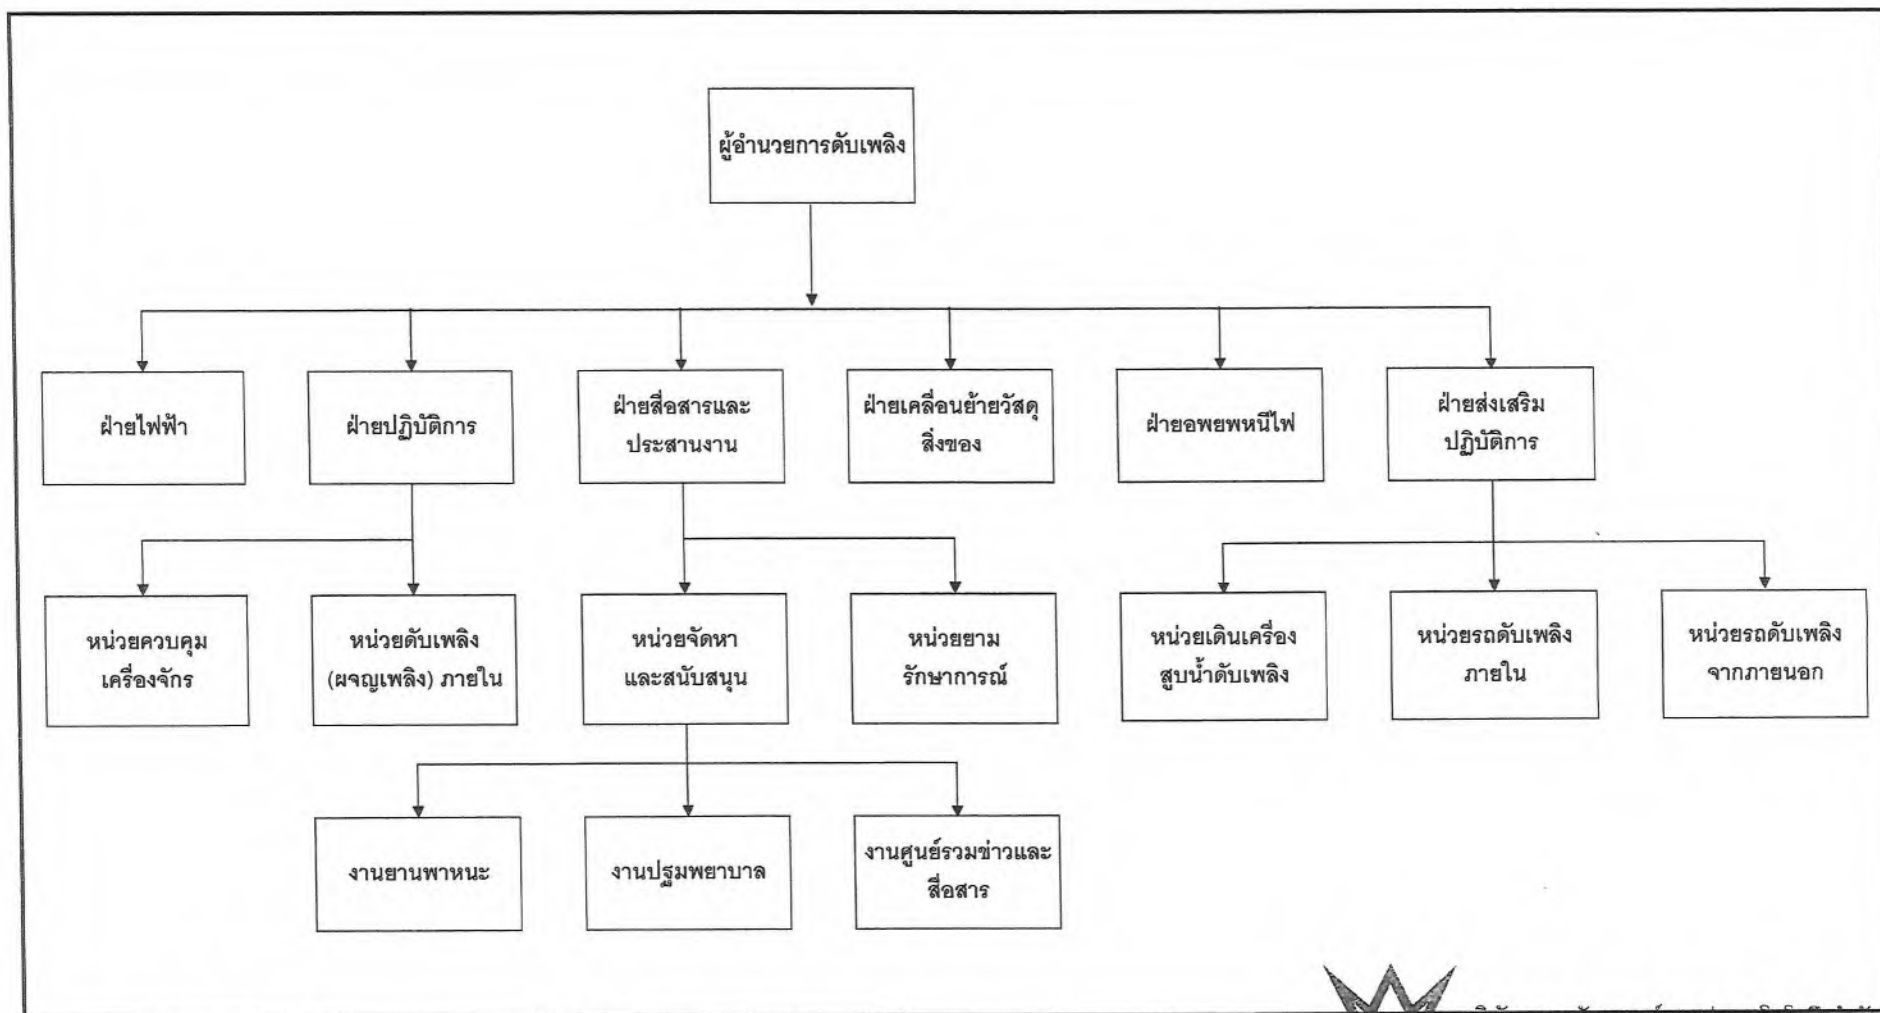 ผู้อำนวยการดับเพลิง
ฝ่ายไฟฟ้า
ฝ่ายปฏิบัติการ
ฝ่ายสื่อสารและ
ประสานงาน
ฝ่ายเคลื่อนย้ายวัสดุ
สิ่งของ
ฝ่ายอพยพหนีไฟ
ฝ่ายส่งเสริม
ปฏิบัติการ
หน่วยควบคุม
เครื่องจักร
หน่วยดับเพลิง
(ผจญเพลิง) ภายใน
หน่วยจัดหา
และสนับสนุน
หน่วยยาม
รักษาการณ์
หน่วยเดินเครื่อง
สูบน้ำดับเพลิง
หน่วยรถดับเพลิง
ภายใน
หน่วยรถดับเพลิง
จากภายนอก
งานยานพาหนะ
งานปฐมพยาบาล
งานศูนย์รวมข่าวและ
สื่อสาร